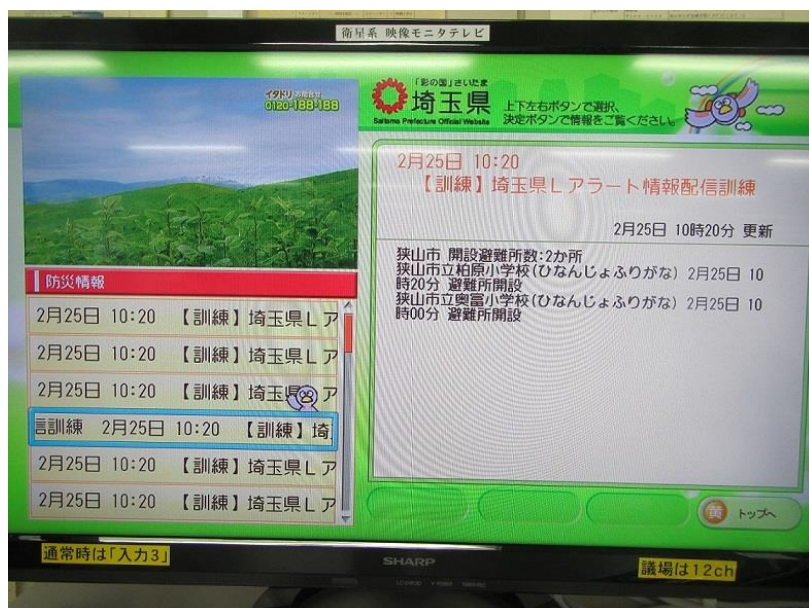 衛星系 映像モニタテレビ
イタドリ お問合せ
0120-188-188
「彩の国」さいたま
埼玉県
Saitama Prefecture Official Website
上下左右ボタンで選択、
決定ボタンで情報をご覧ください。
防災情報
2月25日 10:20 【訓練】埼玉県Lア
2月25日 10:20 【訓練】埼玉県Lア
2月25日 10:20 【訓練】埼玉県 ア
言訓練 2月25日 10:20 【訓練】埼
2月25日 10:20 【訓練】埼玉県Lア
2月25日 10:20 【訓練】埼玉県Lア
2月25日 10:20
【訓練】埼玉県Lアラート情報配信訓練
2月25日 10時20分 更新
狭山市 開設避難所数:2か所
狭山市立柏原小学校(ひなんじょふりがな) 2月25日 10
時20分 避難所開設
狭山市立奥富小学校(ひなんじょふりがな) 2月25日 10
時00分 避難所開設
黄 トップへ
通常時は「入力3」
SHARP
議場は12ch